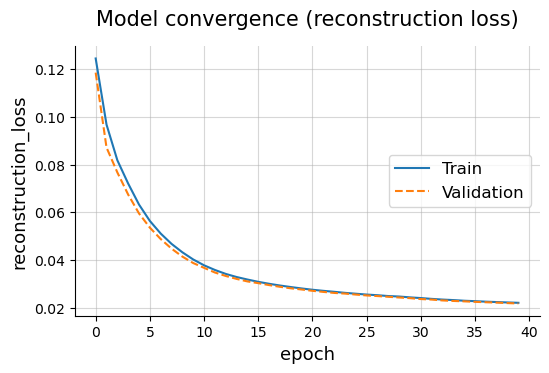 Model convergence (reconstruction loss)
reconstruction_loss
0.12
0.10
0.08
0.06
0.04
0.02
Train
Validation
0 5 10 15 20 25 30 35 40
epoch